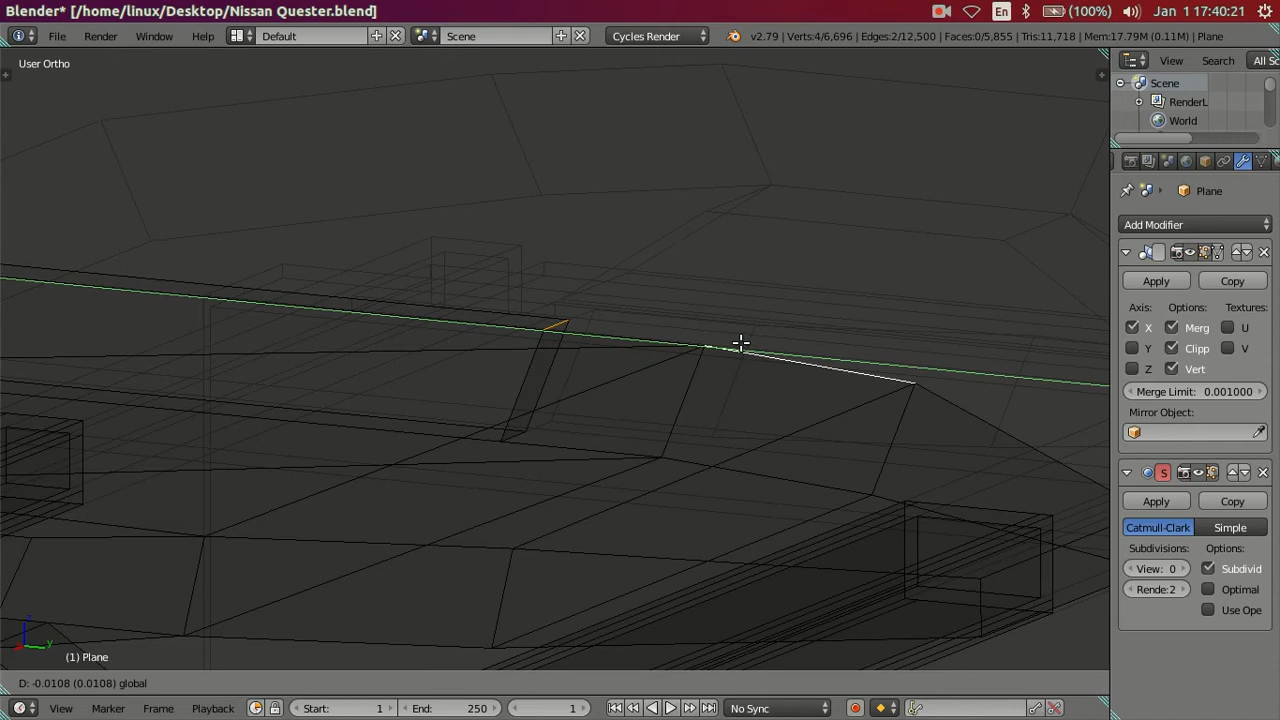 Blender* [/home/linux/Desktop/Nissan Quester.blend]
En
(100%)
Jan 1 17:40:21
File
Render
Window
Help
Default
Scene
Cycles Render
v2.79 | Verts:4/6,696 | Edges:2/12,500 | Faces:0/5,855 | Tris:11,718 | Mem:17.79M (0.11M) | Plane
User Ortho
View
Search
All Sc
Scene
RenderL
World
Plane
Add Modifier
Apply
Copy
Axis:
Options:
Textures:
X
Merg
U
Y
Clipp
V
Z
Vert
Merge Limit: 0.001000
Mirror Object:
S
Apply
Copy
Catmull-Clark
Simple
Subdivisions:
Options:
View: 0
Subdivid
Rende:2
Optimal
Use Ope
z
y
(1) Plane
D: -0.0108 (0.0108) global
View
Marker
Frame
Playback
Start: 1
End: 250
1
No Sync